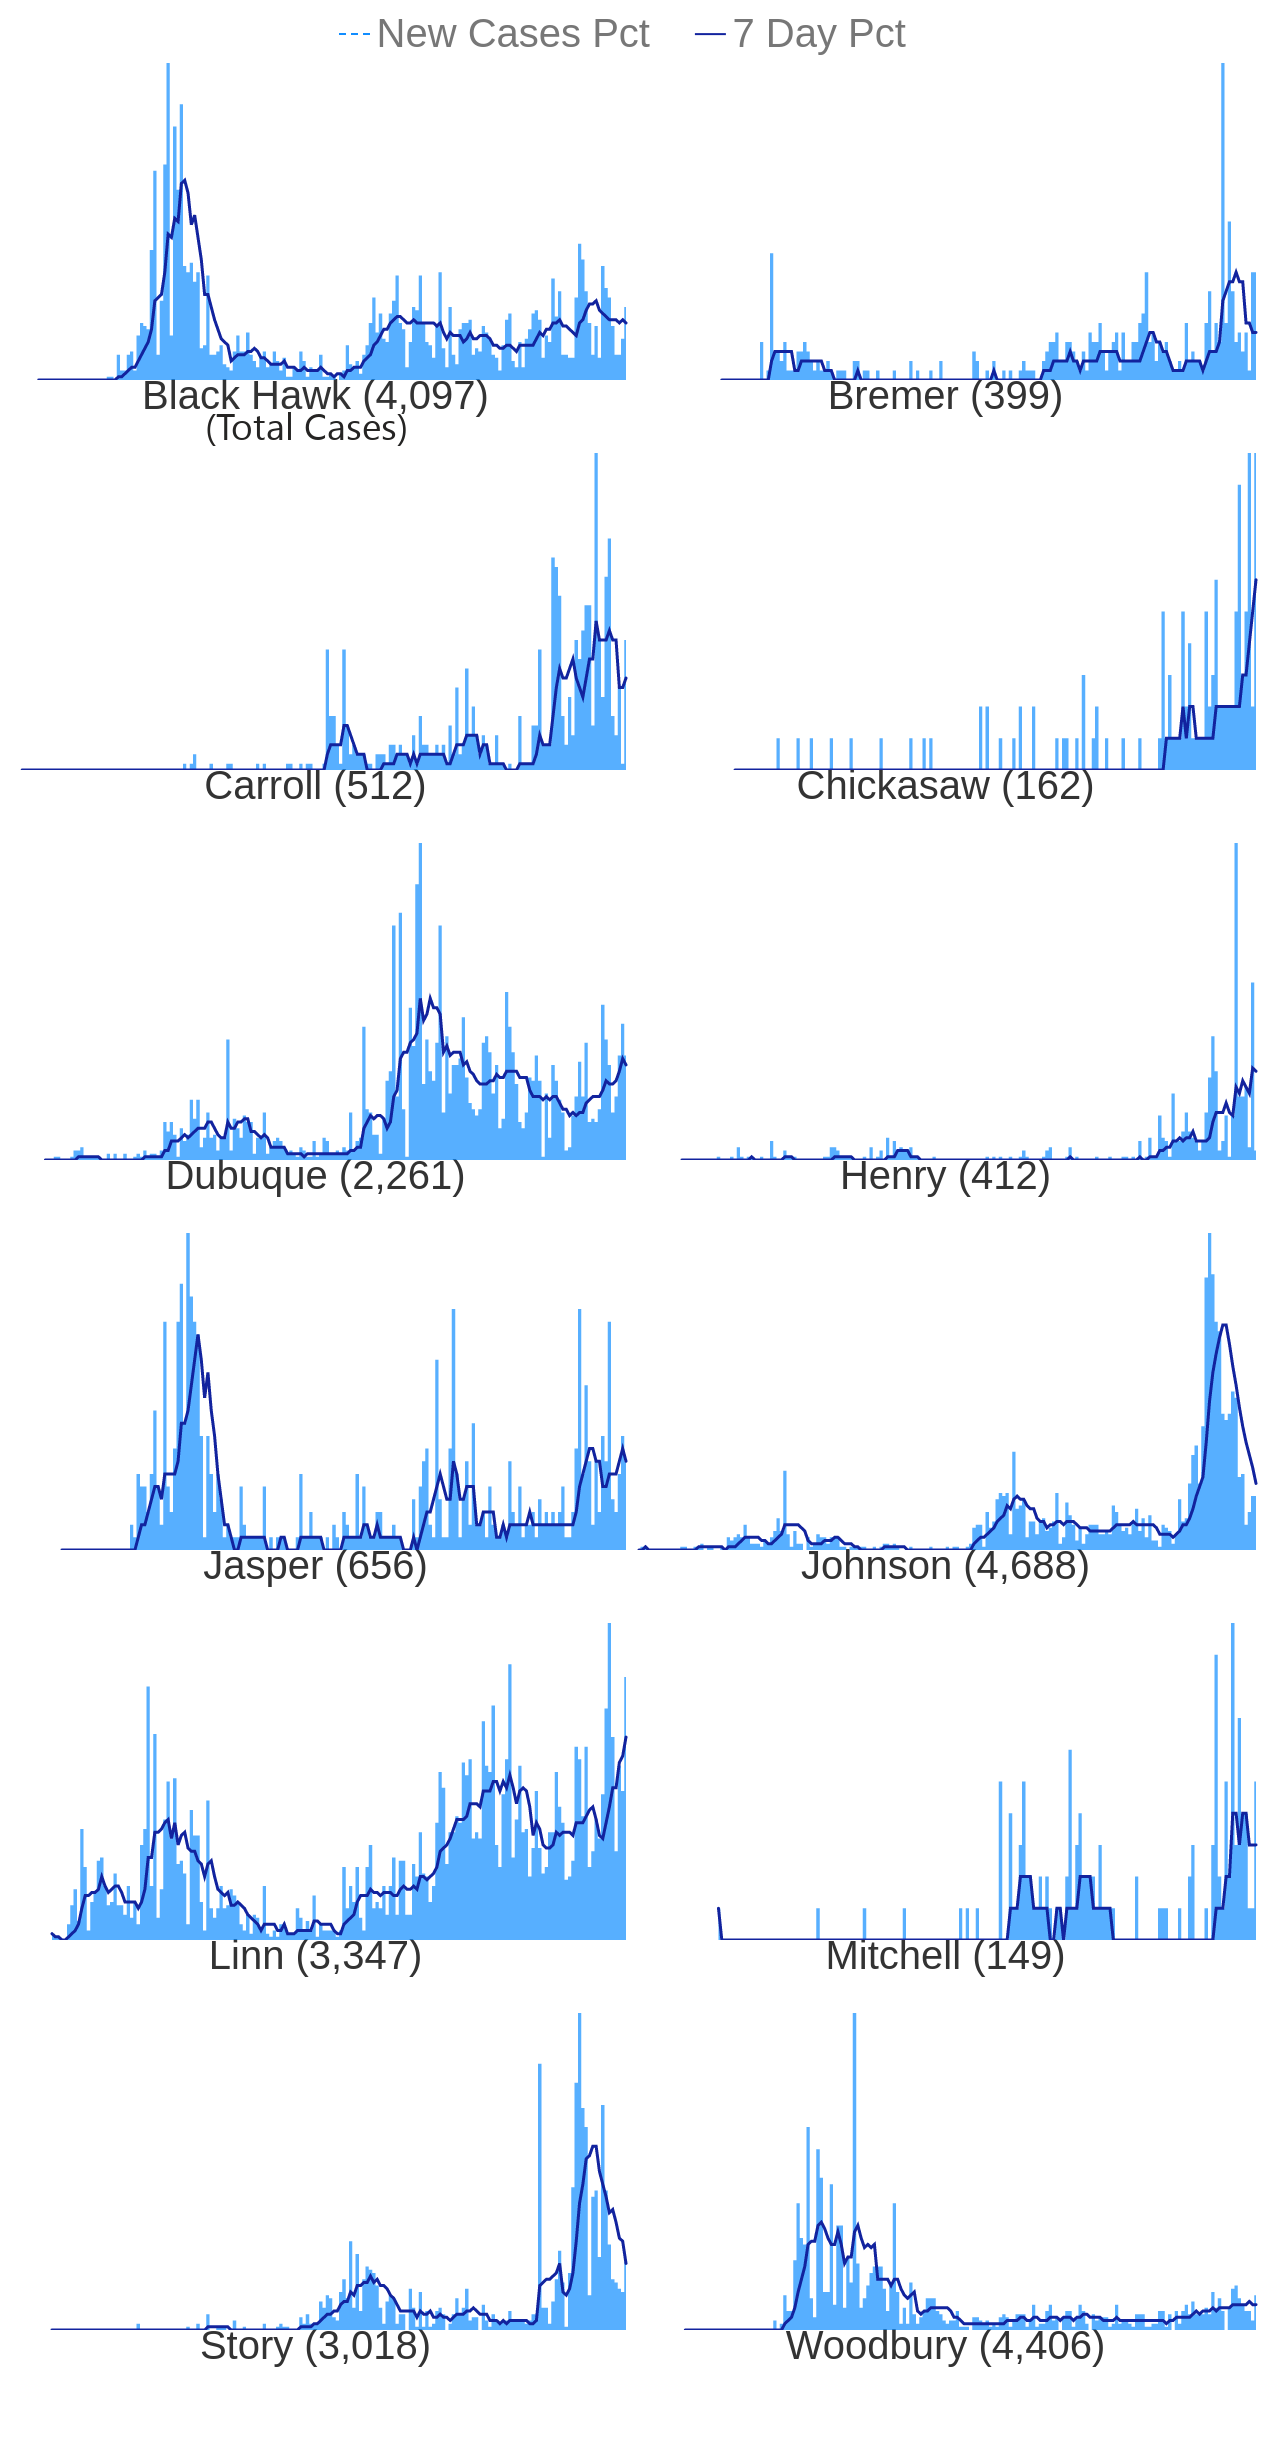 New Cases Pct 7 Day Pct
Black Hawk (4,097) Bremer (399)
(Total Cases)
Carroll (512) Chickasaw (162)
Dubuque (2,261) Henry (412)
Jasper (656) Johnson (4,688)
Linn (3,347) Mitchell (149)
Story (3,018) Woodbury (4,406)